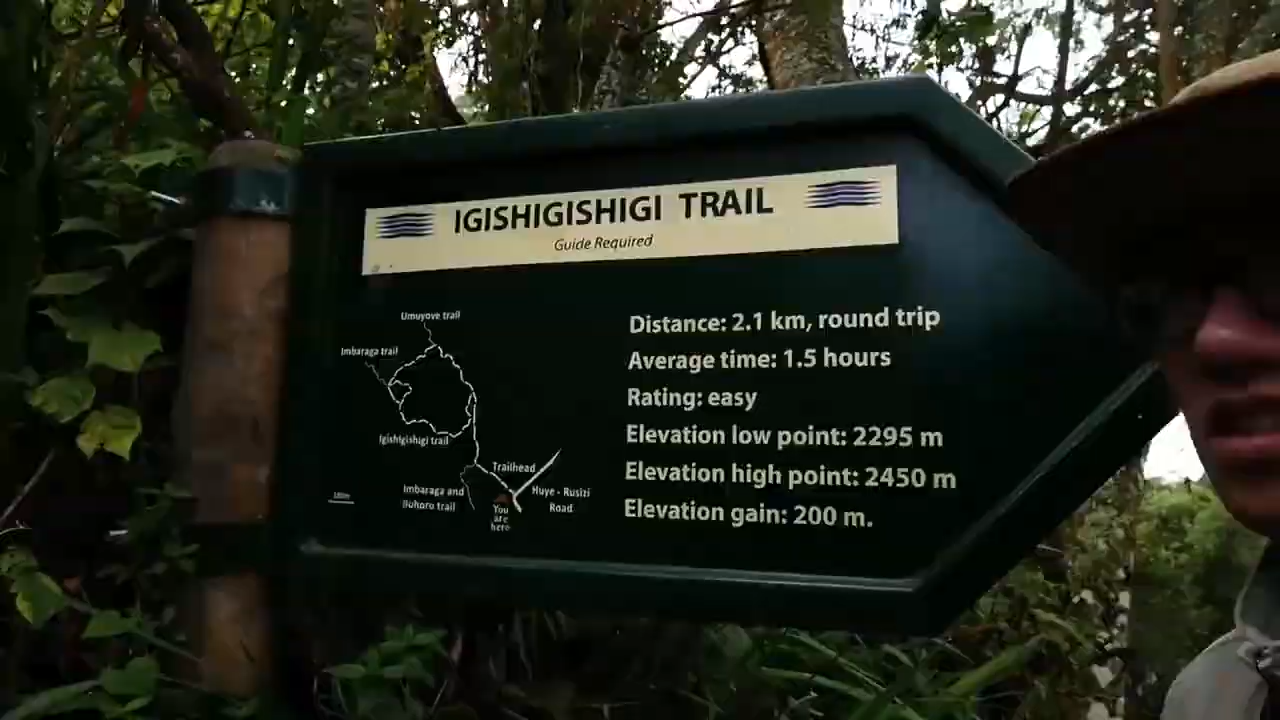 IGISHIGISHIGI TRAIL
Guide Required
Umuyove trail
Imbaraga trail
Igishigishigi trail
Trailhead
Imbaraga and
Buhoro trail
You
are
here
Huye - Rusizi
Road
Distance: 2.1 km, round trip
Average time: 1.5 hours
Rating: easy
Elevation low point: 2295 m
Elevation high point: 2450 m
Elevation gain: 200 m.